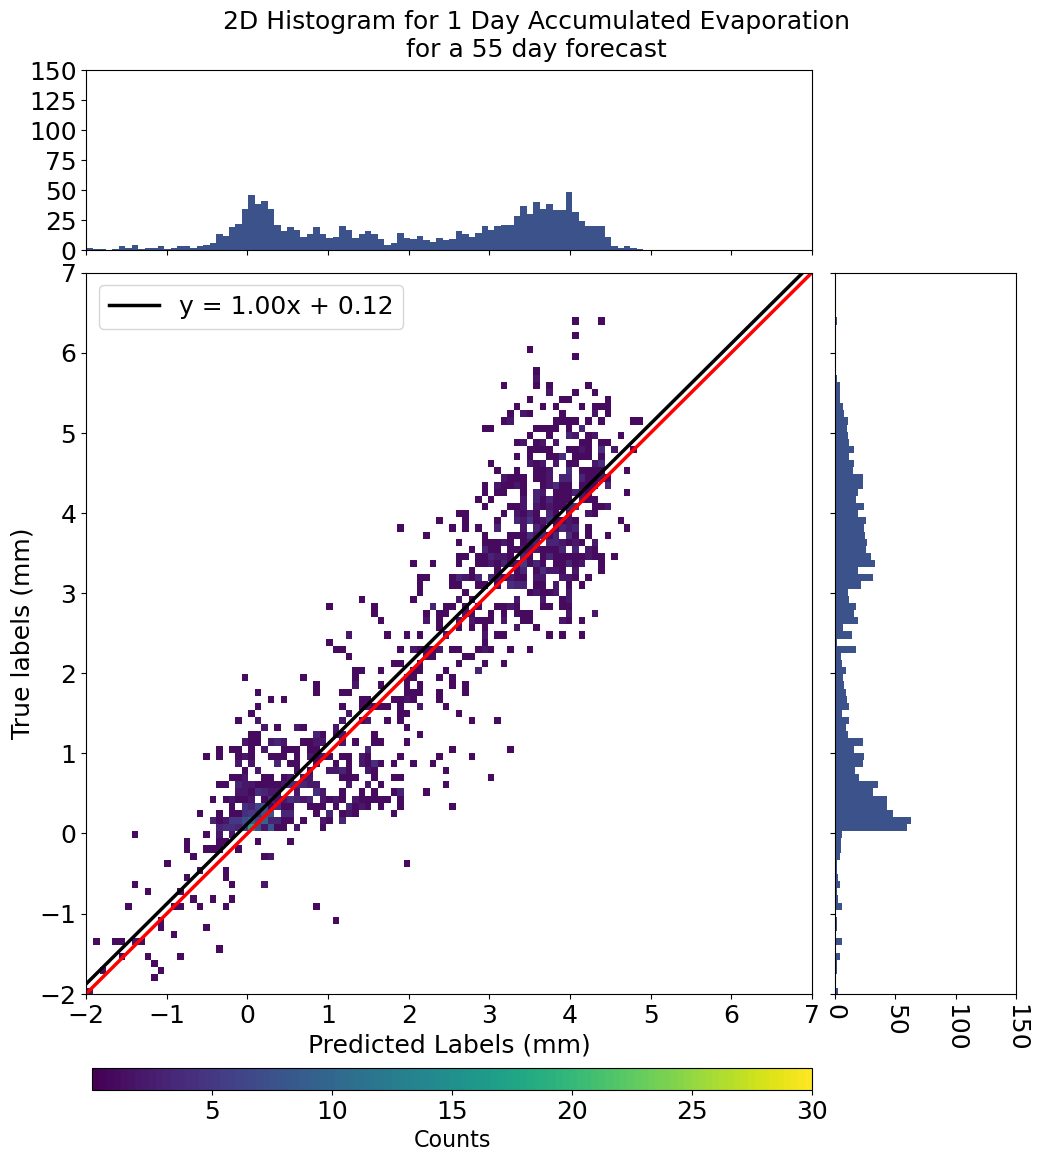 2D Histogram for 1 Day Accumulated Evaporation
for a 55 day forecast
150
125
100
75
50
25
0
7
6
5
4
3
2
1
0
−1
−2
True labels (mm)
y = 1.00x + 0.12
−2 −1 0 1 2 3 4 5 6 7
Predicted Labels (mm)
0 50 100 150
5 10 15 20 25 30
Counts